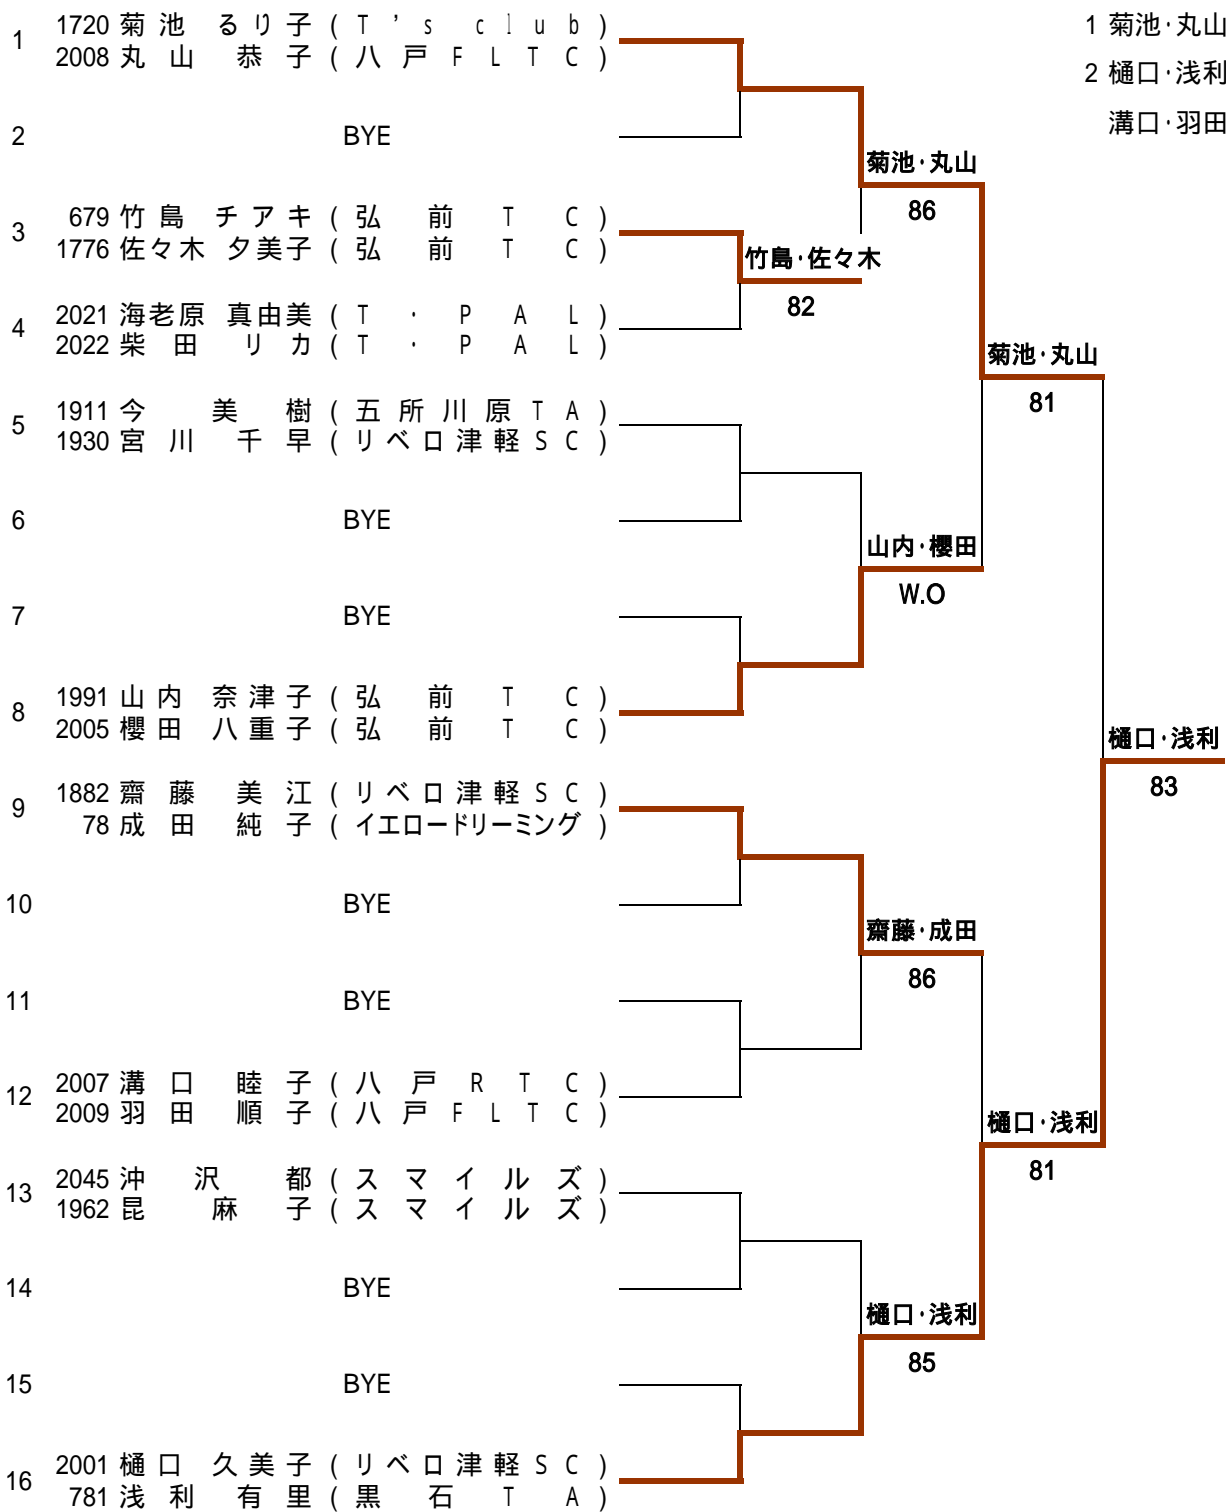 1 1720 菊池 るり子 (T's club)
2008 丸山 恭子 (八戸FLTC)
2 BYE
3 679 竹島 チアキ (弘前TC)
1776 佐々木 夕美子 (弘前TC)
4 2021 海老原 真由美 (T・PAL)
2022 柴田 リカ (T・PAL)
5 1911 今 美樹 (五所川原TA)
1930 宮川 千早 (リベロ津軽SC)
6 BYE
7 BYE
8 1991 山内 奈津子 (弘前TC)
2005 櫻田 八重子 (弘前TC)
9 1882 齋藤 美江 (リベロ津軽SC)
78 成田 純子 (イエロードリーミング)
10 BYE
11 BYE
12 2007 溝口 睦子 (八戸RTC)
2009 羽田 順子 (八戸FLTC)
13 2045 沖沢 都 (スマイルズ)
1962 昆 麻子 (スマイルズ)
14 BYE
15 BYE
16 2001 樋口 久美子 (リベロ津軽SC)
781 浅利 有里 (黒石TA)
竹島・佐々木
82
菊池・丸山
86
山内・櫻田
W.O
齋藤・成田
86
樋口・浅利
85
菊池・丸山
81
樋口・浅利
81
樋口・浅利
83
1 菊池・丸山
2 樋口・浅利
溝口・羽田